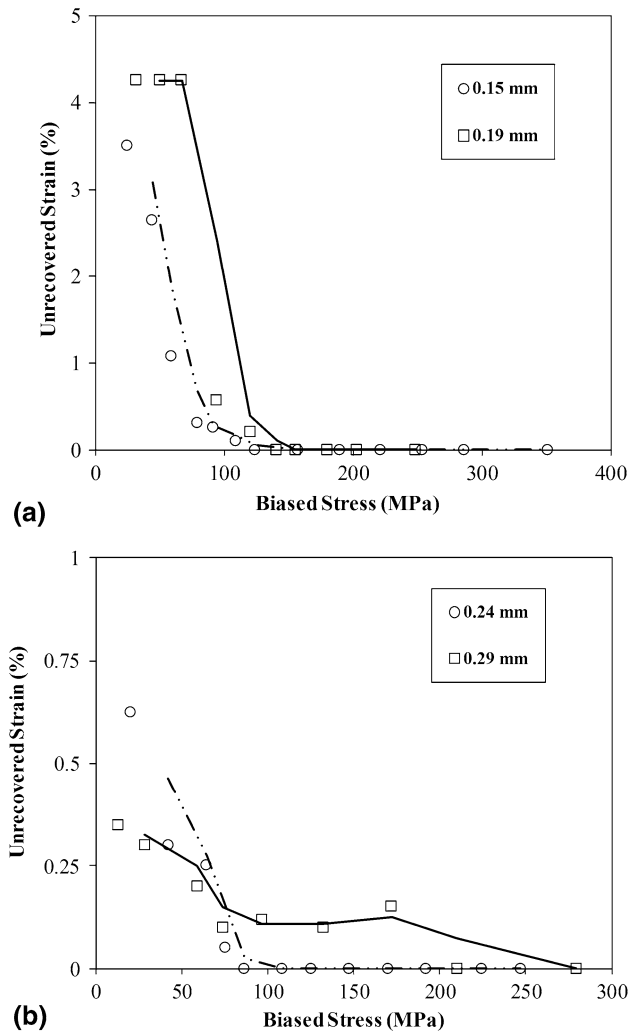 5
4
3
2
1
0
Unrecovered Strain (%)
0.15 mm
0.19 mm
0 100 200 300 400
Biased Stress (MPa)
(a)
1
0.75
0.5
0.25
0
Unrecovered Strain (%)
0.24 mm
0.29 mm
0 50 100 150 200 250 300
Biased Stress (MPa)
(b)